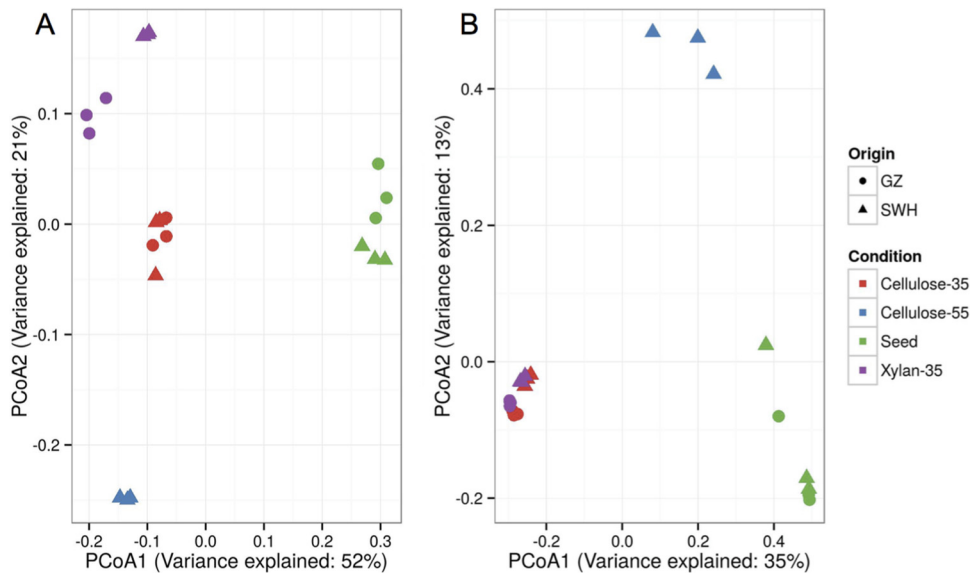 A
PCoA2 (Variance explained: 21%)
0.1
0.0
-0.1
-0.2
-0.2 -0.1 0.0 0.1 0.2 0.3
PCoA1 (Variance explained: 52%)
B
PCoA2 (Variance explained: 13%)
0.4
0.2
0.0
-0.2
-0.2 0.0 0.2 0.4
PCoA1 (Variance explained: 35%)
Origin
GZ
SWH
Condition
Cellulose-35
Cellulose-55
Seed
Xylan-35